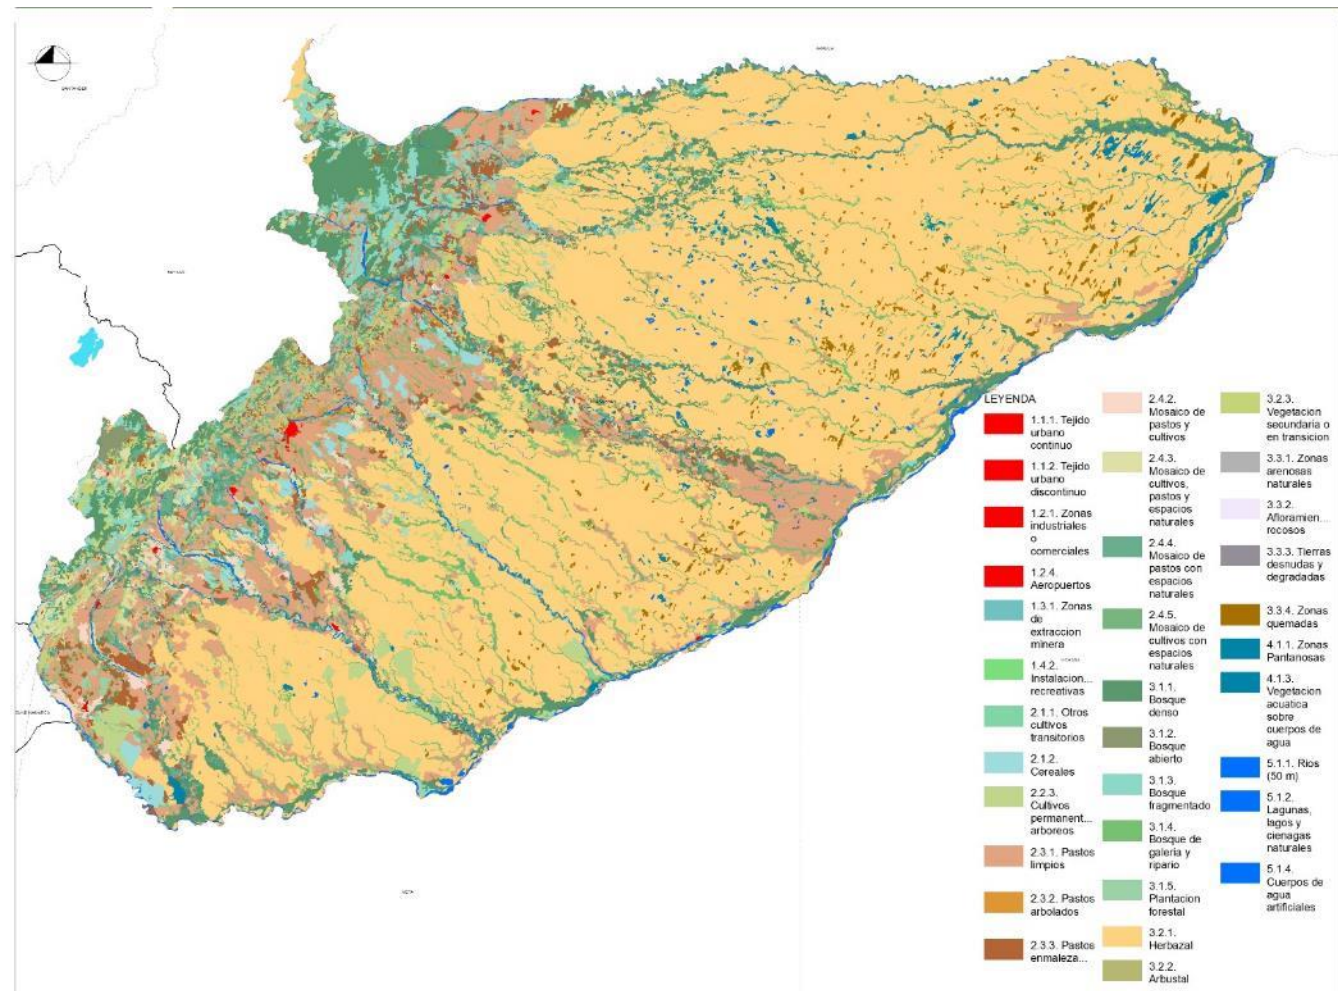 SANTANDER
ARAUCA
BOYACA
META
LEYENDA
1.1.1. Tejido
urbano
continuo
1.1.2. Tejido
urbano
discontinuo
1.2.1. Zonas
industriales
o
comerciales
1.2.4.
Aeropuertos
1.3.1. Zonas
de
extraccion
minera
1.4.2.
Instalacion...
recreativas
2.1.1. Otros
cultivos
transitorios
2.1.2.
Cereales
2.2.3.
Cultivos
permanent...
arboreos
2.3.1. Pastos
limpios
2.3.2. Pastos
arbolados
2.3.3. Pastos
enmaleza...
2.4.2.
Mosaico de
pastos y
cultivos
2.4.3.
Mosaico de
cultivos,
pastos y
espacios
naturales
2.4.4.
Mosaico de
pastos con
espacios
naturales
2.4.5.
Mosaico de
cultivos con
espacios
naturales
3.1.1.
Bosque
denso
3.1.2.
Bosque
abierto
3.1.3.
Bosque
fragmentado
3.1.4.
Bosque de
galeria y
ripario
3.1.5.
Plantacion
forestal
3.2.1.
Herbazal
3.2.2.
Arbustal
3.2.3.
Vegetacion
secundaria o
en transicion
3.3.1. Zonas
arenosas
naturales
3.3.2.
Afloramien...
rocosos
3.3.3. Tierras
desnudas y
degradadas
3.3.4. Zonas
quemadas
4.1.1. Zonas
Pantanosas
4.1.3.
Vegetacion
acuatica
sobre
cuerpos de
agua
5.1.1. Rios
(50 m)
5.1.2.
Lagunas,
lagos y
cienagas
naturales
5.1.4.
Cuerpos de
agua
artificiales